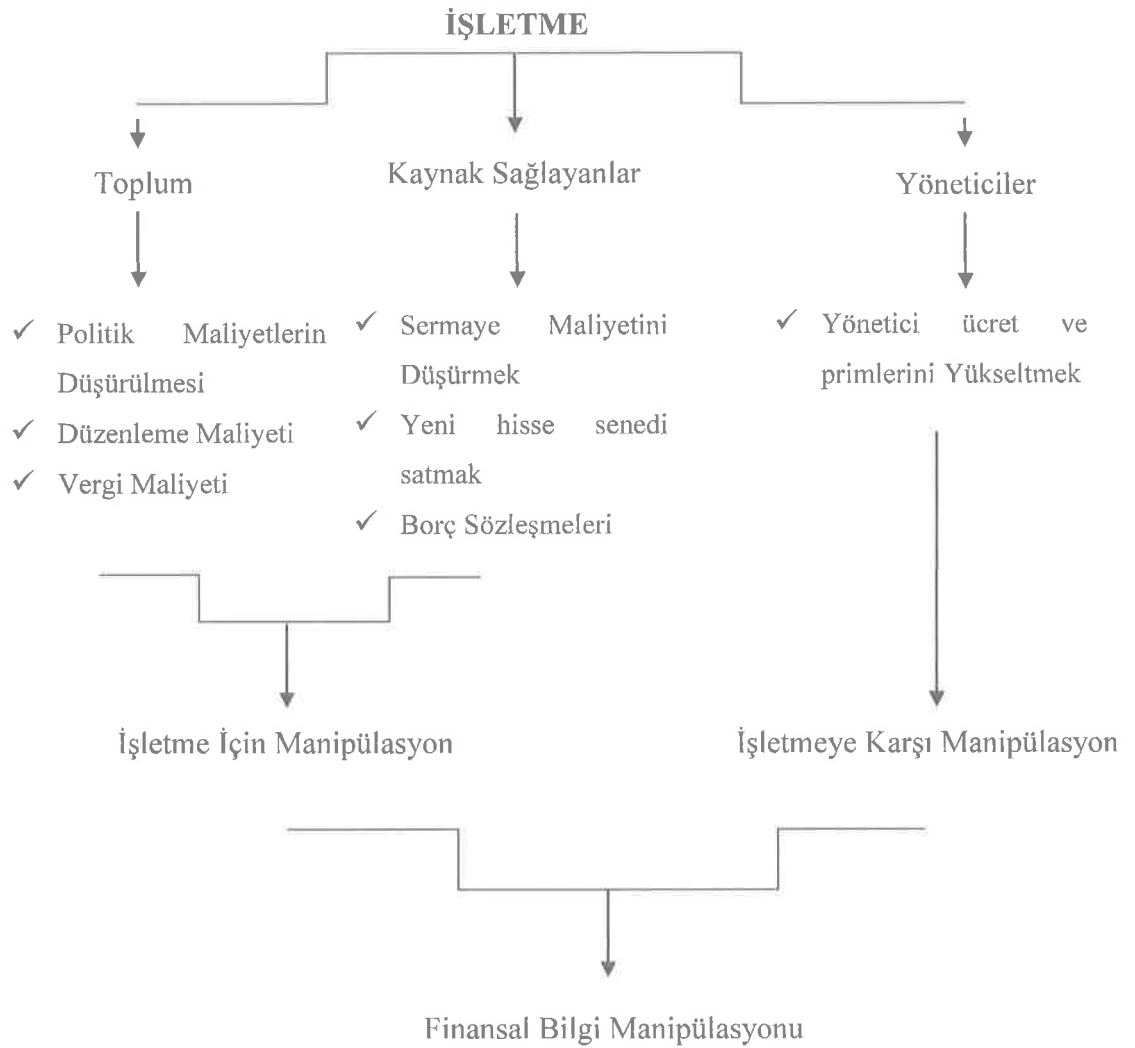 İŞLETME
Toplum
Kaynak Sağlayanlar
Yöneticiler
✓ Politik Maliyetlerin
Düşürülmesi
✓ Düzenleme Maliyeti
✓ Vergi Maliyeti
✓ Sermaye Maliyetini
Düşürmek
✓ Yeni hisse senedi
satmak
✓ Borç Sözleşmeleri
✓ Yönetici ücret ve
primlerini Yükseltmek
İşletme İçin Manipülasyon
İşletmeye Karşı Manipülasyon
Finansal Bilgi Manipülasyonu